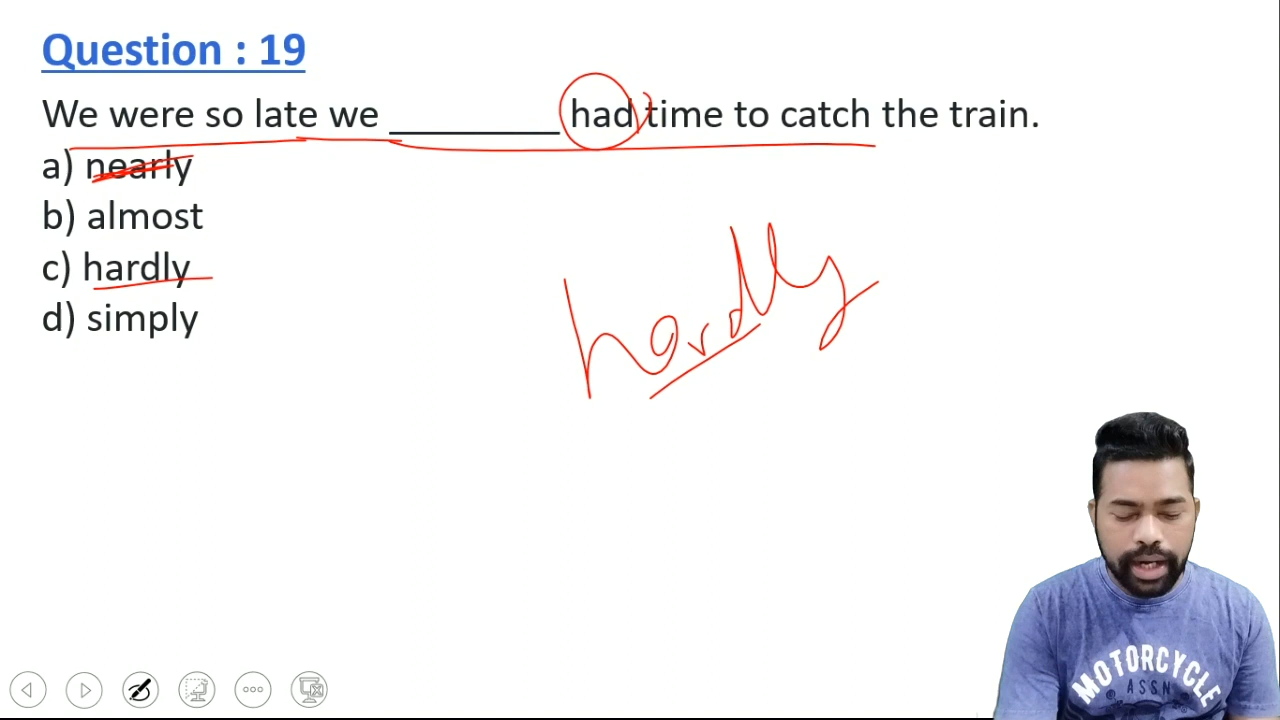 Question : 19
We were so late we __________ had time to catch the train.
a) nearly
b) almost
c) hardly
d) simply
hardly
MOTORCYCLE
ASSN